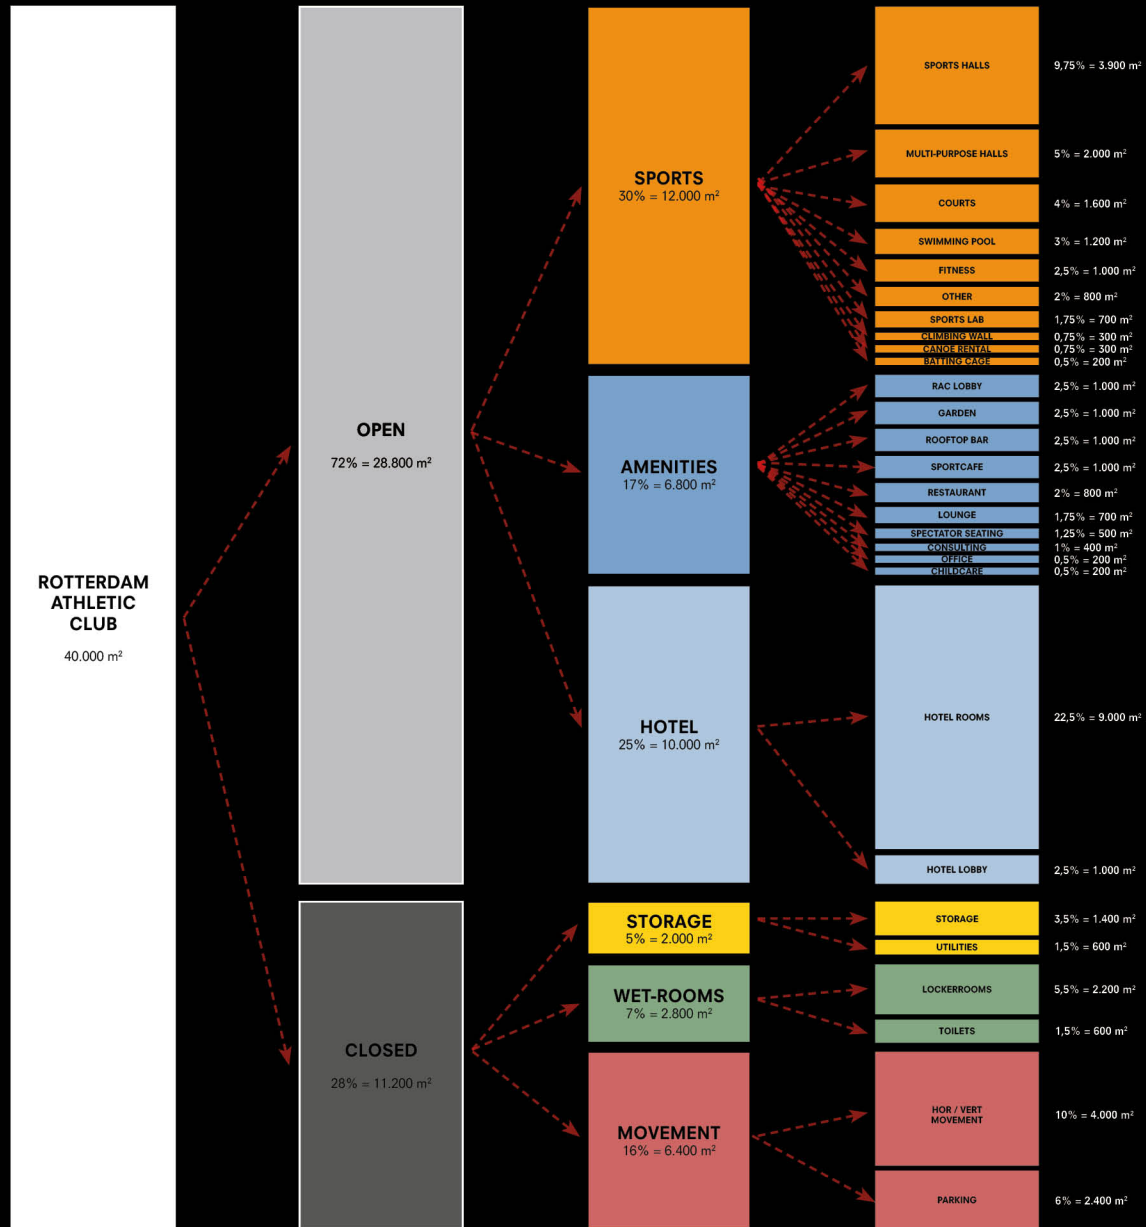 ROTTERDAM
ATHLETIC
CLUB
40.000 m²
OPEN
72% = 28.800 m²
CLOSED
28% = 11.200 m²
SPORTS
30% = 12.000 m²
AMENITIES
17% = 6.800 m²
HOTEL
25% = 10.000 m²
STORAGE
5% = 2.000 m²
WET-ROOMS
7% = 2.800 m²
MOVEMENT
16% = 6.400 m²
SPORTS HALLS 9,75% = 3.900 m²
MULTI-PURPOSE HALLS 5% = 2.000 m²
COURTS 4% = 1.600 m²
SWIMMING POOL 3% = 1.200 m²
FITNESS 2,5% = 1.000 m²
OTHER 2% = 800 m²
SPORTS LAB 1,75% = 700 m²
CLIMBING WALL 0,75% = 300 m²
CANOE RENTAL 0,75% = 300 m²
BATTING CAGE 0,5% = 200 m²
RAC LOBBY 2,5% = 1.000 m²
GARDEN 2,5% = 1.000 m²
ROOFTOP BAR 2,5% = 1.000 m²
SPORTCAFE 2,5% = 1.000 m²
RESTAURANT 2% = 800 m²
LOUNGE 1,75% = 700 m²
SPECTATOR SEATING 1,25% = 500 m²
CONSULTING 1% = 400 m²
OFFICE 0,5% = 200 m²
CHILDCARE 0,5% = 200 m²
HOTEL ROOMS 22,5% = 9.000 m²
HOTEL LOBBY 2,5% = 1.000 m²
STORAGE 3,5% = 1.400 m²
UTILITIES 1,5% = 600 m²
LOCKERROOMS 5,5% = 2.200 m²
TOILETS 1,5% = 600 m²
HOR / VERT
MOVEMENT 10% = 4.000 m²
PARKING 6% = 2.400 m²